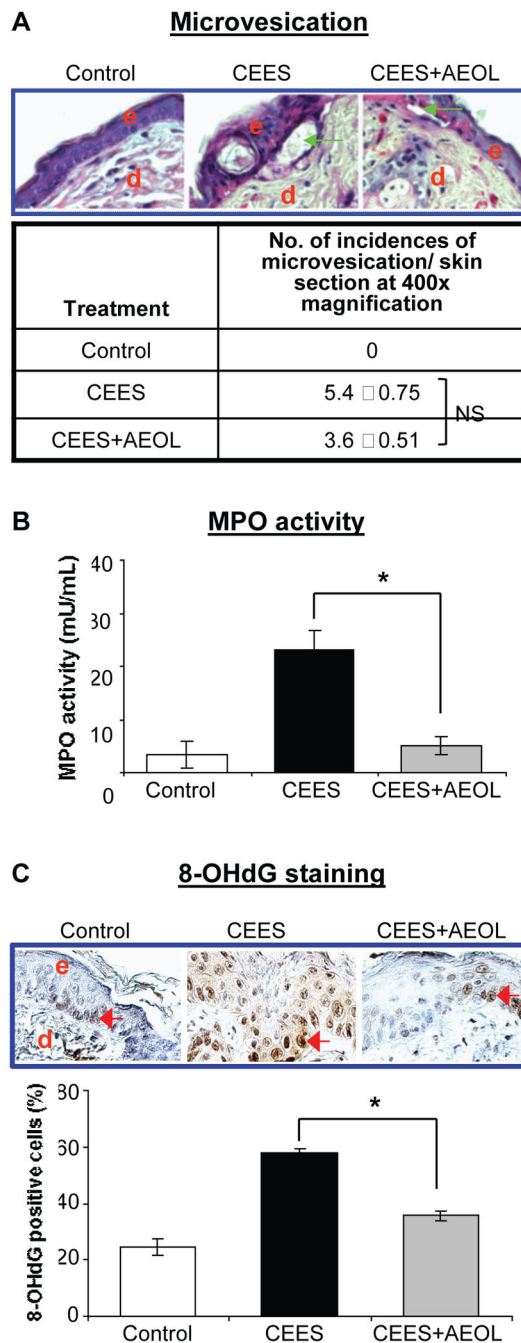 A Microvesication
Control CEES CEES+AEOL
e e e
d d d
Treatment
No. of incidences of
microvesication/ skin
section at 400x
magnification
Control 0
CEES 5.4 □ 0.75
NS
CEES+AEOL 3.6 □ 0.51
B MPO activity
MPO activity (mU/mL)
40
30
20
10
0
*
Control CEES CEES+AEOL
C 8-OHdG staining
Control CEES CEES+AEOL
e
d
8-OHdG positive cells (%)
80
60
40
20
0
*
Control CEES CEES+AEOL